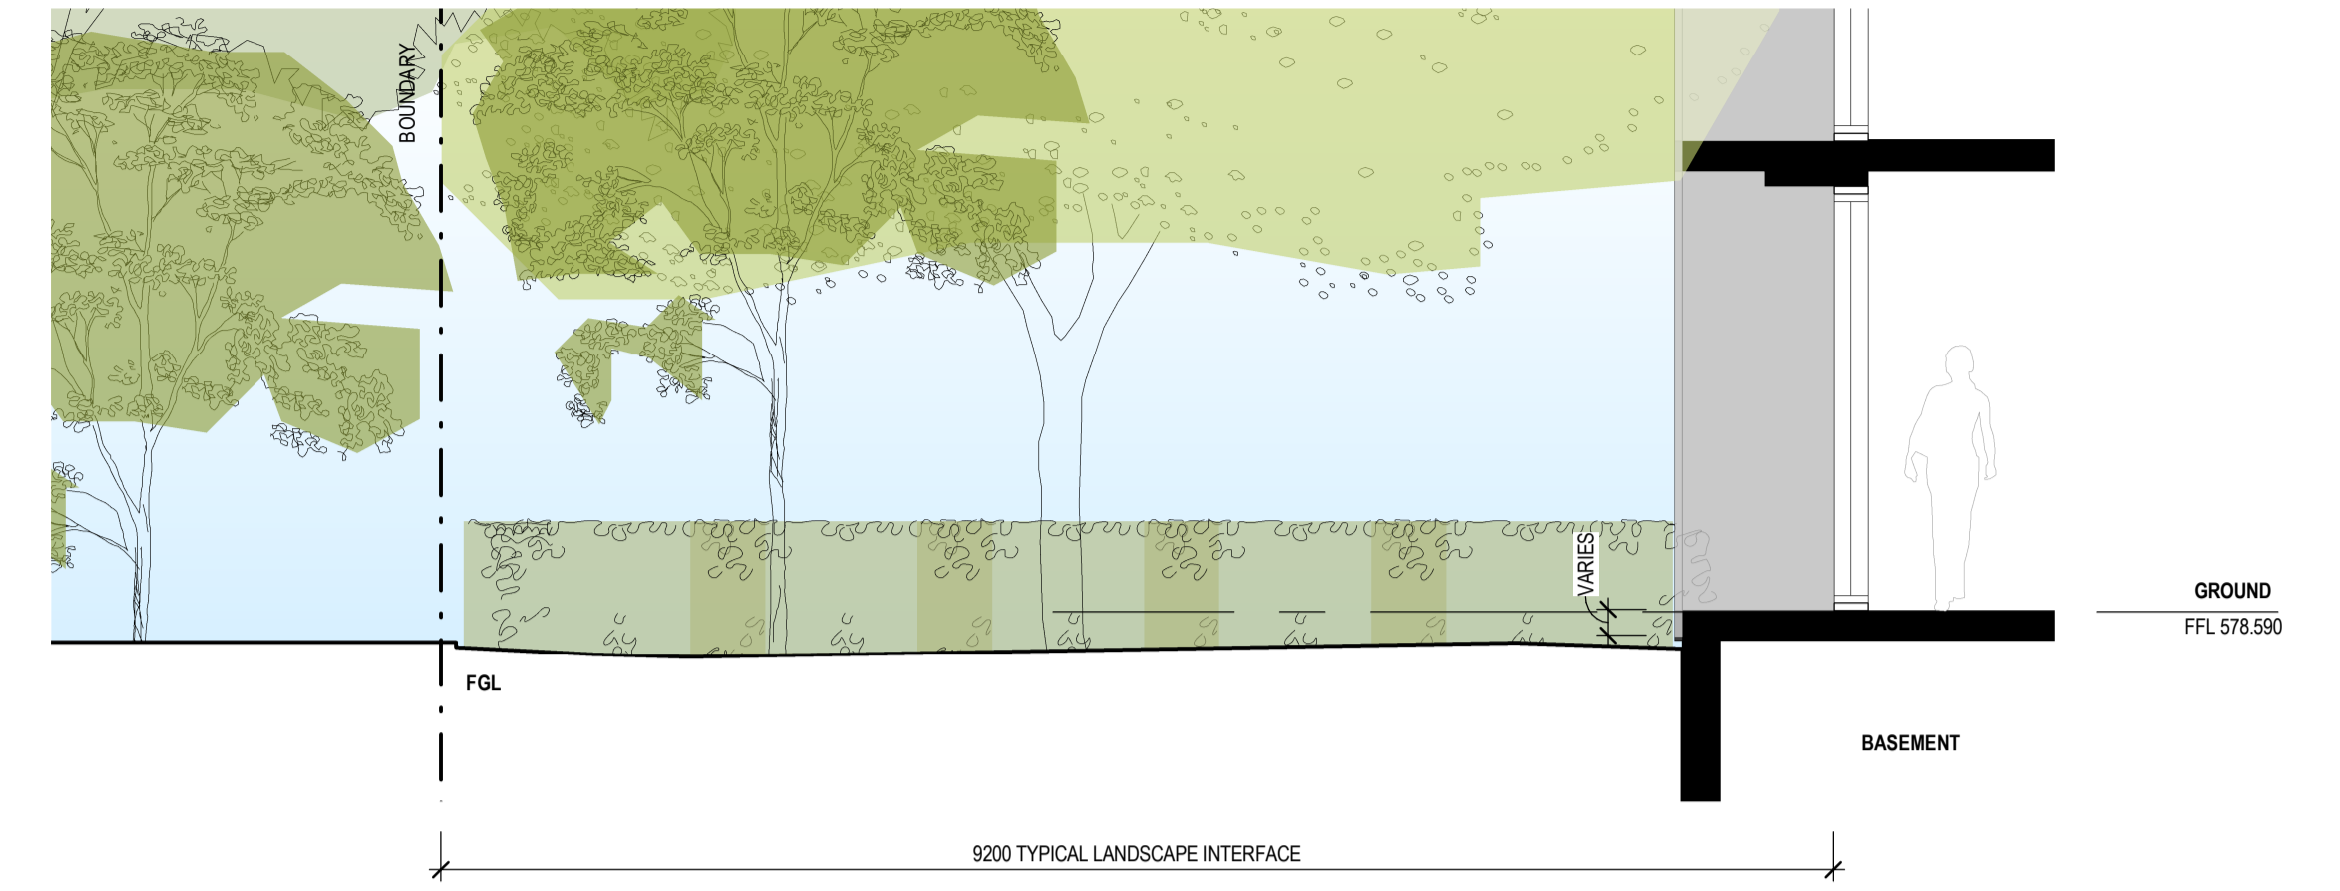 BOUNDARY
VARIES
GROUND
FFL 578.590
FGL
BASEMENT
9200 TYPICAL LANDSCAPE INTERFACE